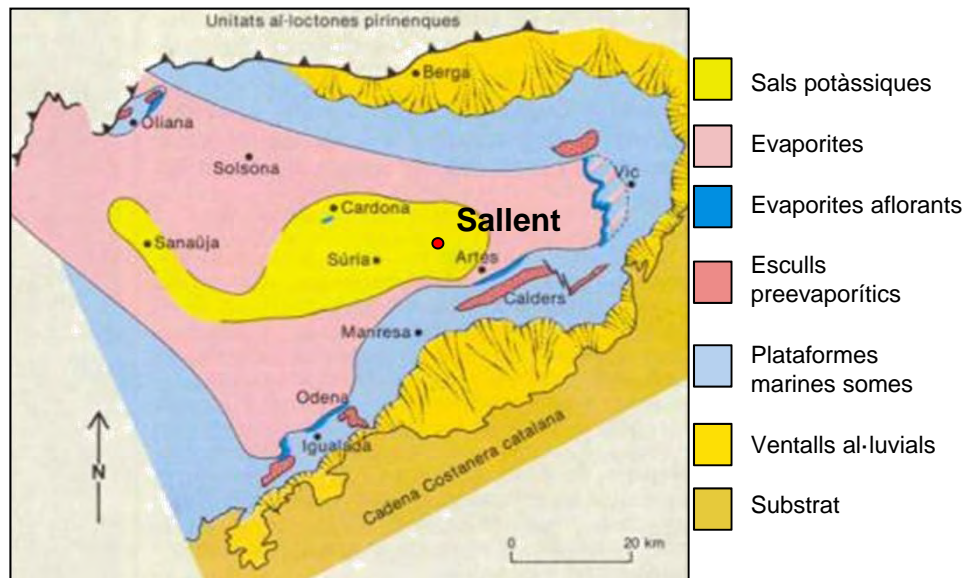 Unitats al·loctones pirinenques
Berga
Oliana
Solsona
Vic
Cardona
Sallent
Sanaüja
Súria
Artés
Calders
Manresa
Odena
Igualada
Cadena Costanera catalana
N
0 20 km
Sals potàssiques
Evaporites
Evaporites aflorants
Esculls
preevaporítics
Plataformes
marines somes
Ventalls al·luvials
Substrat